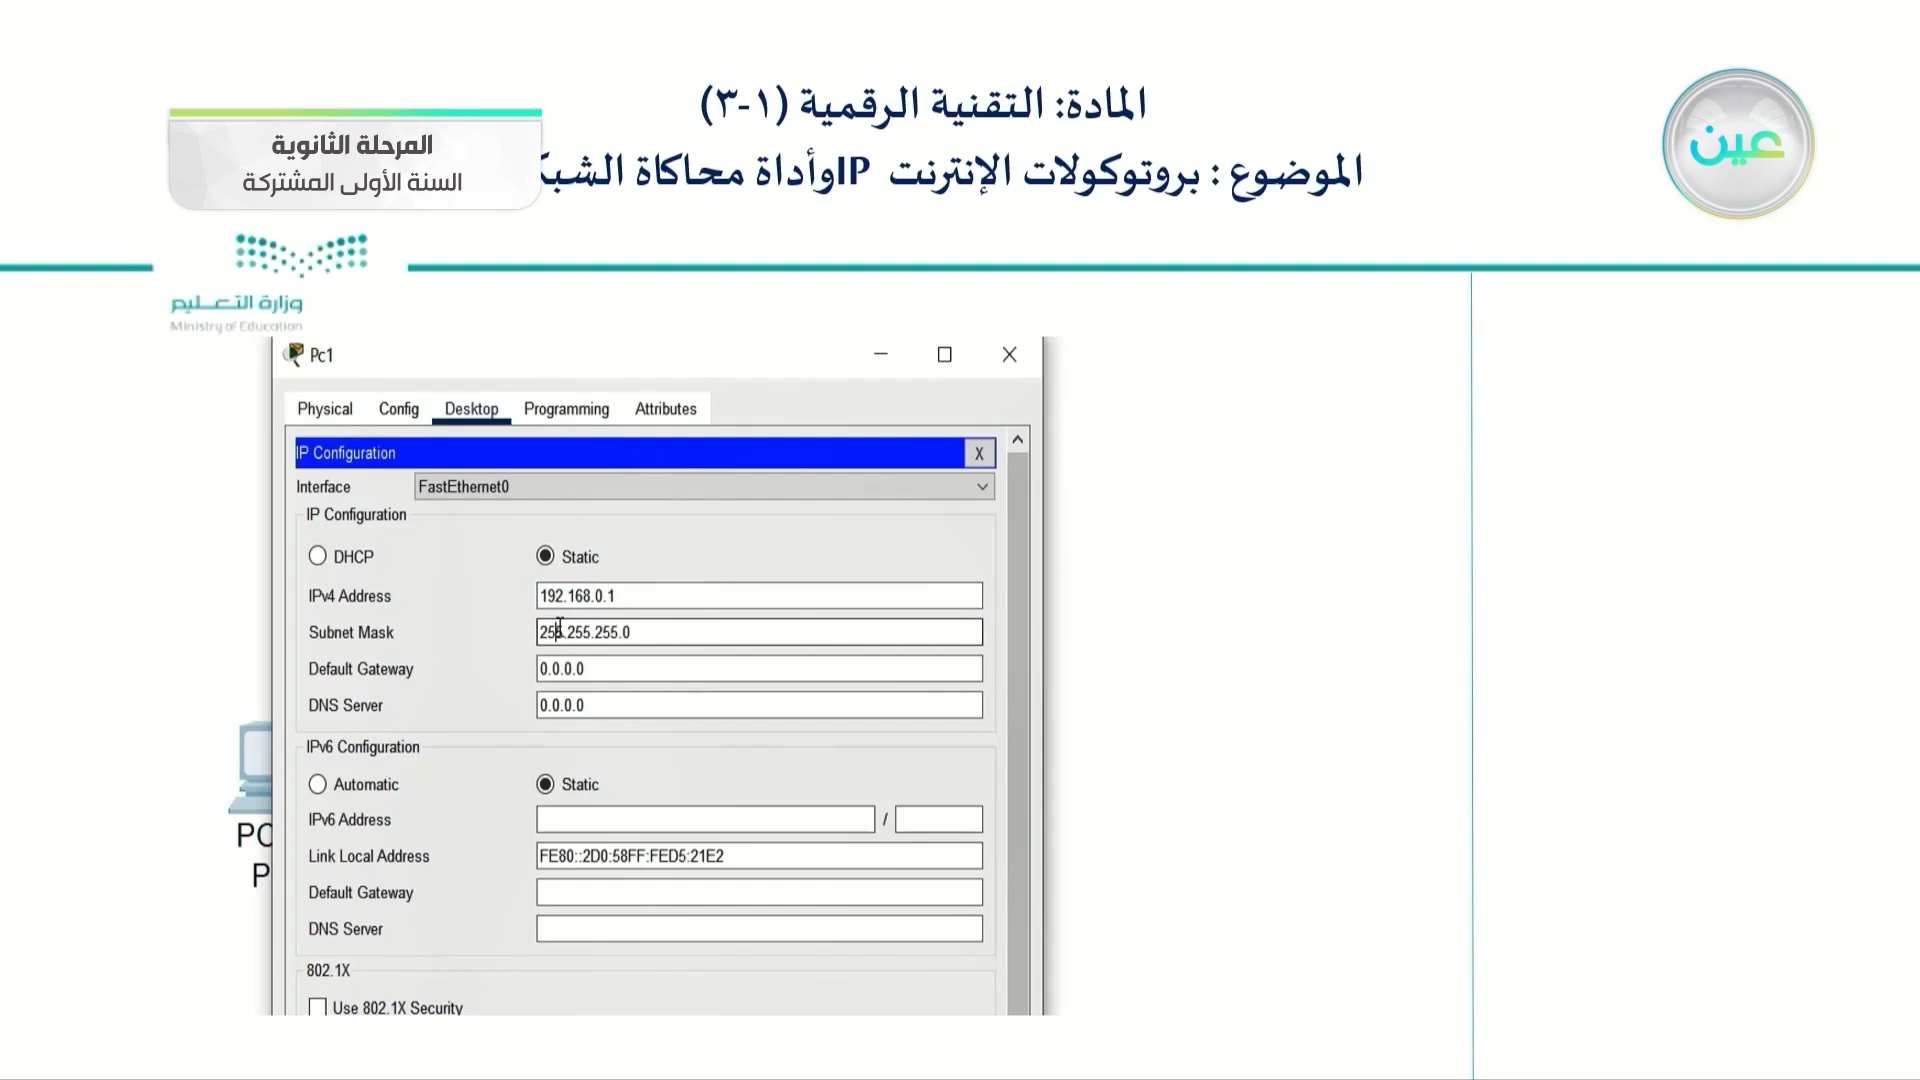 المادة: التقنية الرقمية (١-٣)
الموضوع : بروتوكولات الإنترنت IPوأداة محاكاة
المرحلة الثانوية
السنة الأولى المشتركة
عين
وزارة التعليم
Ministry of Education
Pc1
Physical Config Desktop Programming Attributes
IP Configuration X
Interface FastEthernet0
IP Configuration
DHCP Static
IPv4 Address 192.168.0.1
Subnet Mask 255.255.255.0
Default Gateway 0.0.0.0
DNS Server 0.0.0.0
IPv6 Configuration
Automatic Static
IPv6 Address /
Link Local Address FE80::2D0:58FF:FED5:21E2
Default Gateway
DNS Server
802.1X
Use 802.1X Security